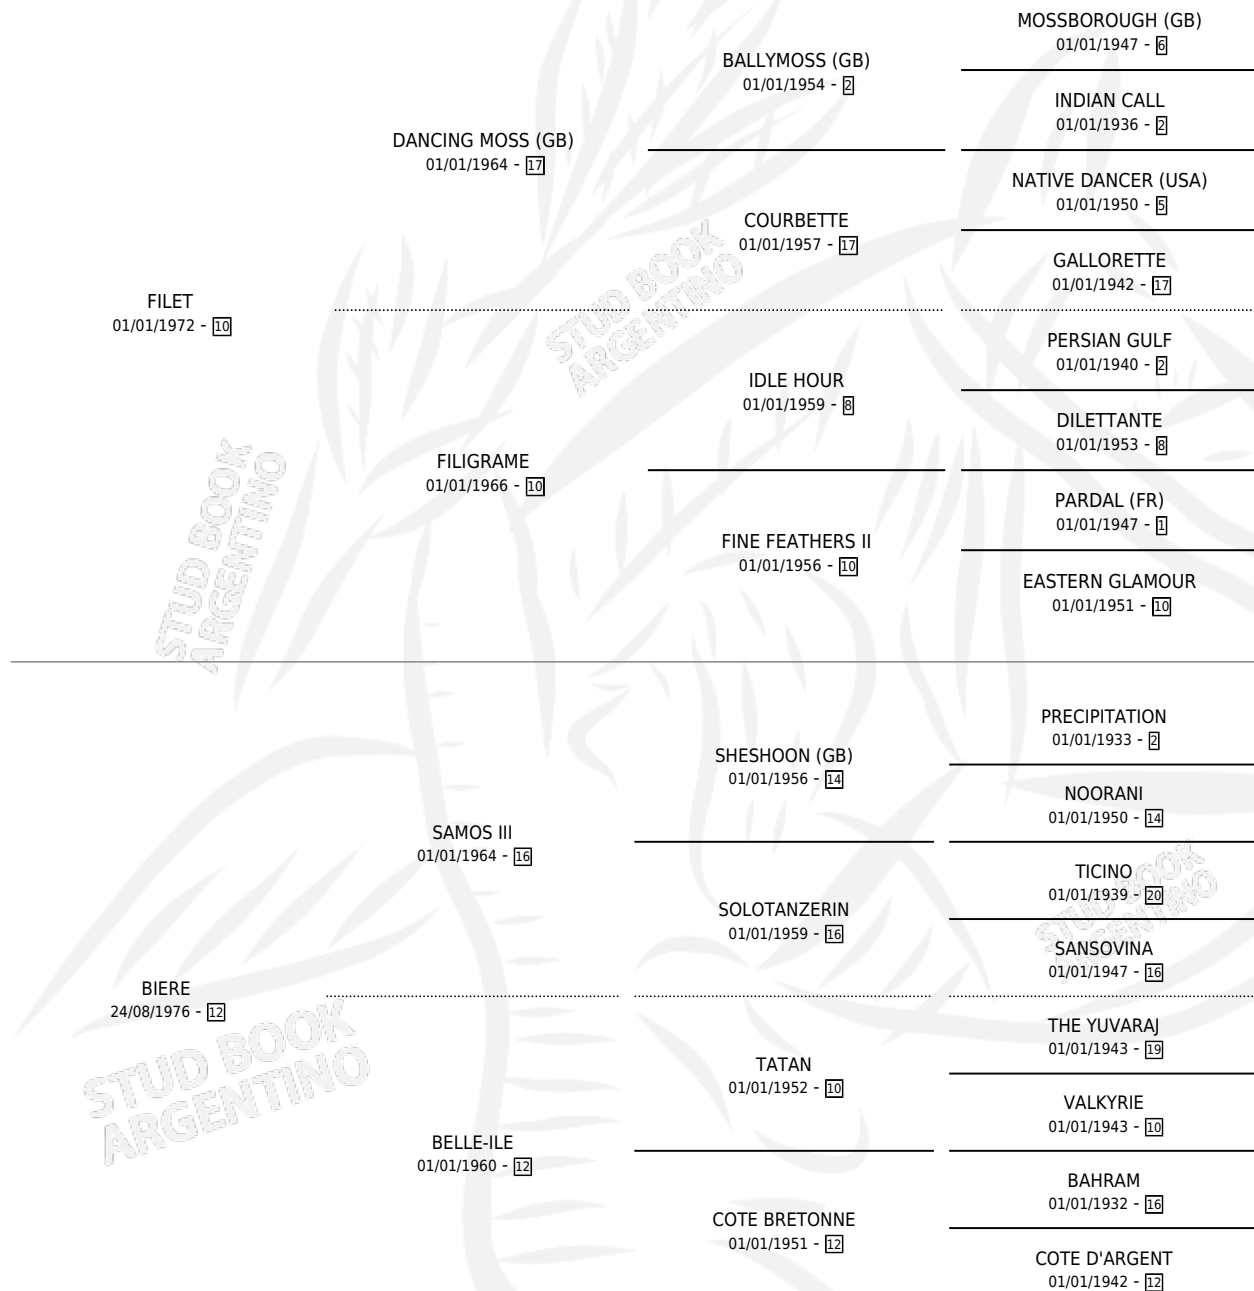 MOSSBOROUGH (GB)
01/01/1947 - 6
BALLYMOSS (GB)
01/01/1954 - 2
INDIAN CALL
01/01/1936 - 2
DANCING MOSS (GB)
01/01/1964 - 17
NATIVE DANCER (USA)
01/01/1950 - 5
COURBETTE
01/01/1957 - 17
GALLORETTE
01/01/1942 - 17
FILET
01/01/1972 - 10
PERSIAN GULF
01/01/1940 - 2
IDLE HOUR
01/01/1959 - 8
DILETTANTE
01/01/1953 - 8
FILIGRAME
01/01/1966 - 10
PARDAL (FR)
01/01/1947 - 1
FINE FEATHERS II
01/01/1956 - 10
EASTERN GLAMOUR
01/01/1951 - 10
PRECIPITATION
01/01/1933 - 2
SHESHOON (GB)
01/01/1956 - 14
NOORANI
01/01/1950 - 14
SAMOS III
01/01/1964 - 16
TICINO
01/01/1939 - 20
SOLOTANZERIN
01/01/1959 - 16
SANSOVINA
01/01/1947 - 16
BIERE
24/08/1976 - 12
THE YUVARAJ
01/01/1943 - 19
TATAN
01/01/1952 - 10
VALKYRIE
01/01/1943 - 10
BELLE-ILE
01/01/1960 - 12
BAHRAM
01/01/1932 - 16
COTE BRETONNE
01/01/1951 - 12
COTE D'ARGENT
01/01/1942 - 12
STUD BOOK
ARGENTINO
STUD BOOK
ARGENTINO
STUD BOOK
ARGENTINO
STUD BOOK
ARGENTINO